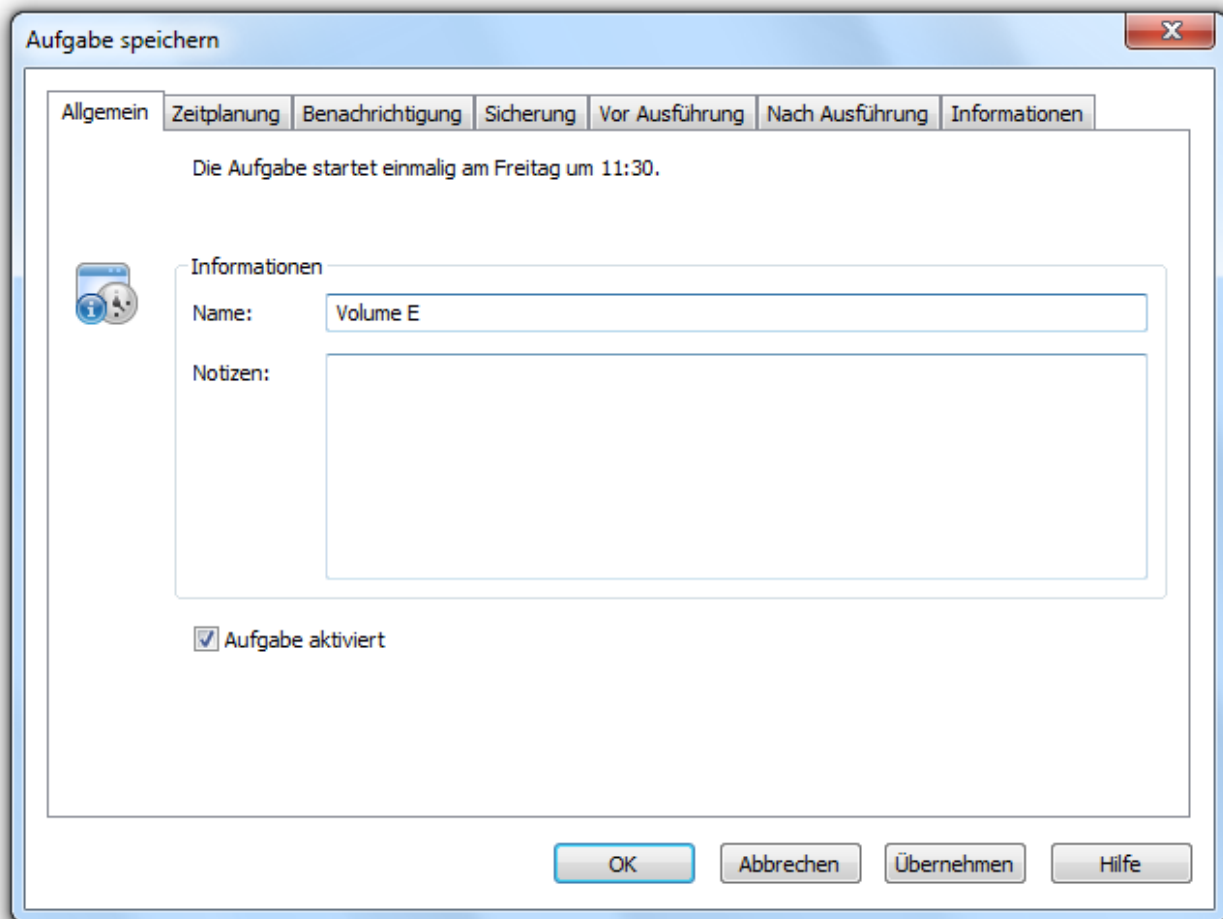 Aufgabe speichern
Allgemein Zeitplanung Benachrichtigung Sicherung Vor Ausführung Nach Ausführung Informationen
Die Aufgabe startet einmalig am Freitag um 11:30.
Informationen
Name: Volume E
Notizen:
Aufgabe aktiviert
OK Abbrechen Übernehmen Hilfe